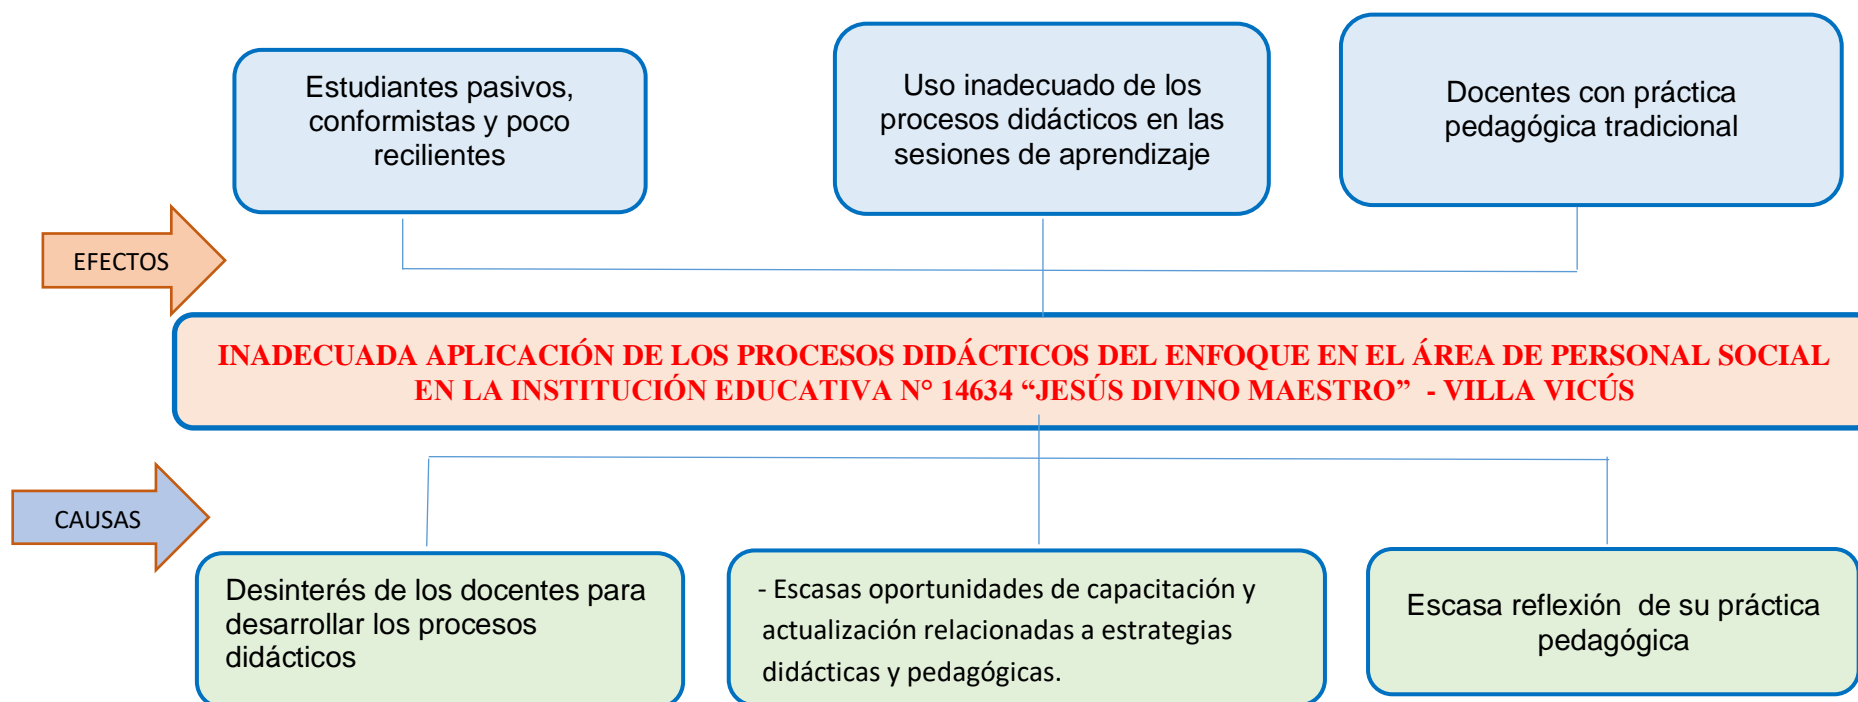 Estudiantes pasivos,
conformistas y poco
recilientes
Uso inadecuado de los
procesos didácticos en las
sesiones de aprendizaje
Docentes con práctica
pedagógica tradicional
EFECTOS
INADECUADA APLICACIÓN DE LOS PROCESOS DIDÁCTICOS DEL ENFOQUE EN EL ÁREA DE PERSONAL SOCIAL
EN LA INSTITUCIÓN EDUCATIVA N° 14634 “JESÚS DIVINO MAESTRO” - VILLA VICÚS
CAUSAS
Desinterés de los docentes para
desarrollar los procesos
didácticos
- Escasas oportunidades de capacitación y
actualización relacionadas a estrategias
didácticas y pedagógicas.
Escasa reflexión de su práctica
pedagógica